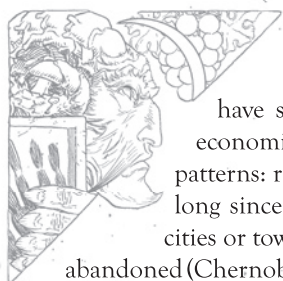 have s
economi
patterns: r
long since
cities or tow
abandoned (Chernob